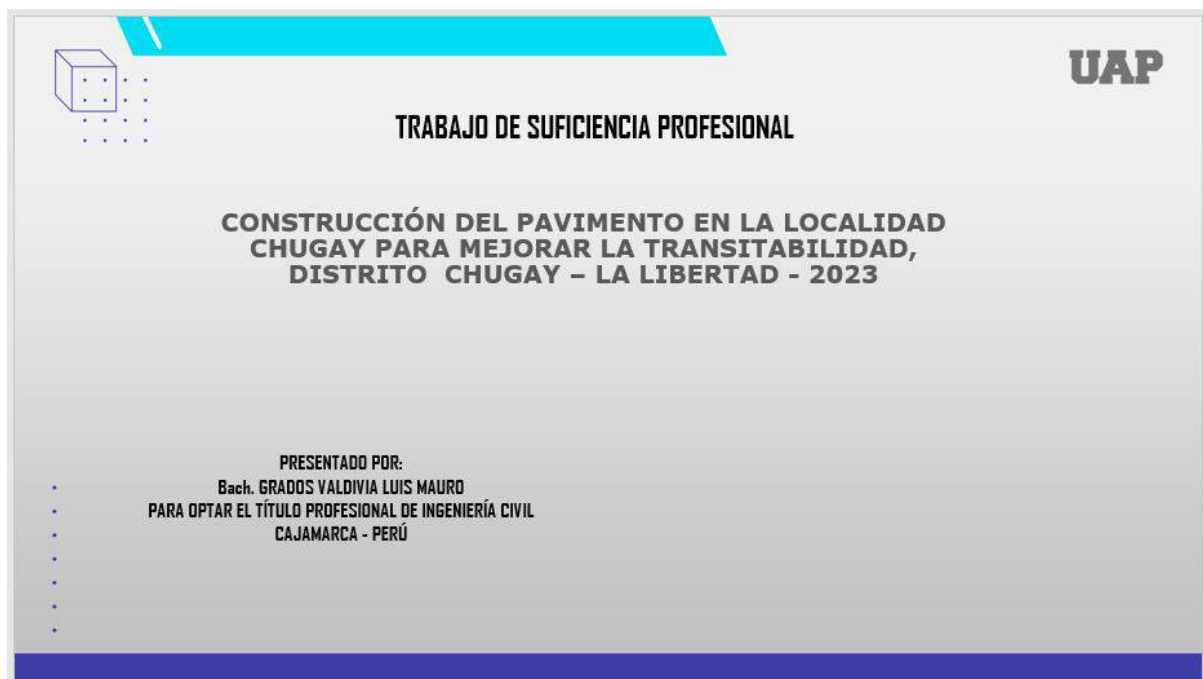 UAP
TRABAJO DE SUFICIENCIA PROFESIONAL
CONSTRUCCIÓN DEL PAVIMENTO EN LA LOCALIDAD
CHUGAY PARA MEJORAR LA TRANSITABILIDAD,
DISTRITO CHUGAY – LA LIBERTAD - 2023
PRESENTADO POR:
Bach. GRADOS VALDIVIA LUIS MAURO
PARA OPTAR EL TÍTULO PROFESIONAL DE INGENIERÍA CIVIL
CAJAMARCA - PERÚ